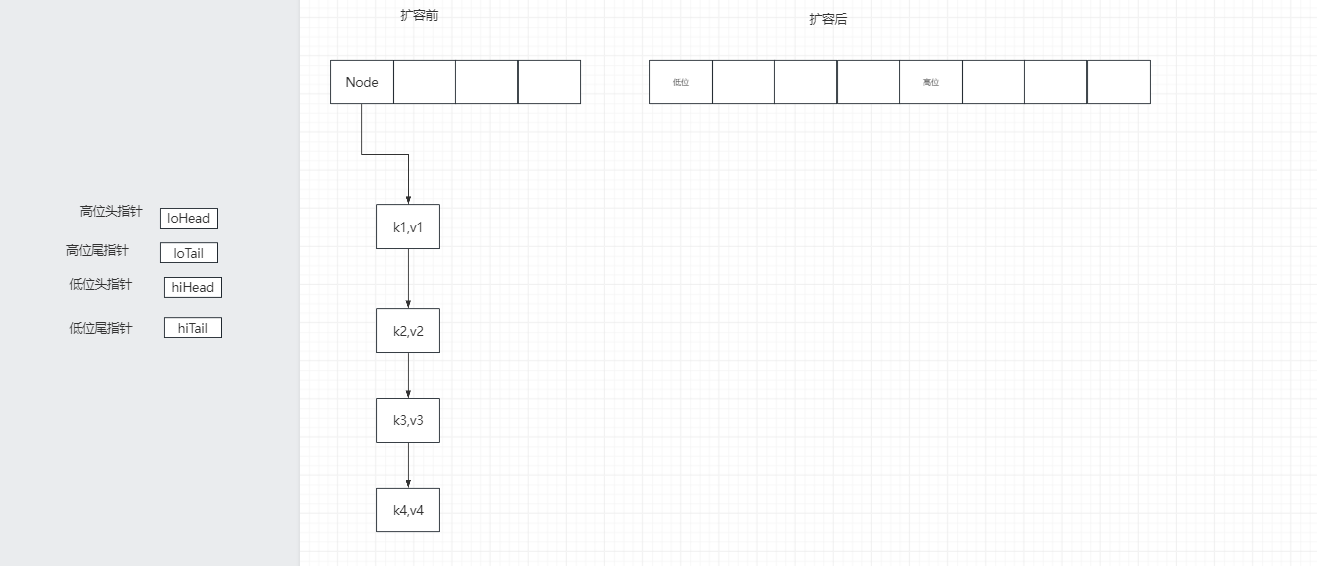 扩容前
扩容后
Node
低位
高位
高位头指针 loHead
高位尾指针 loTail
低位头指针 hiHead
低位尾指针 hiTail
k1,v1
k2,v2
k3,v3
k4,v4